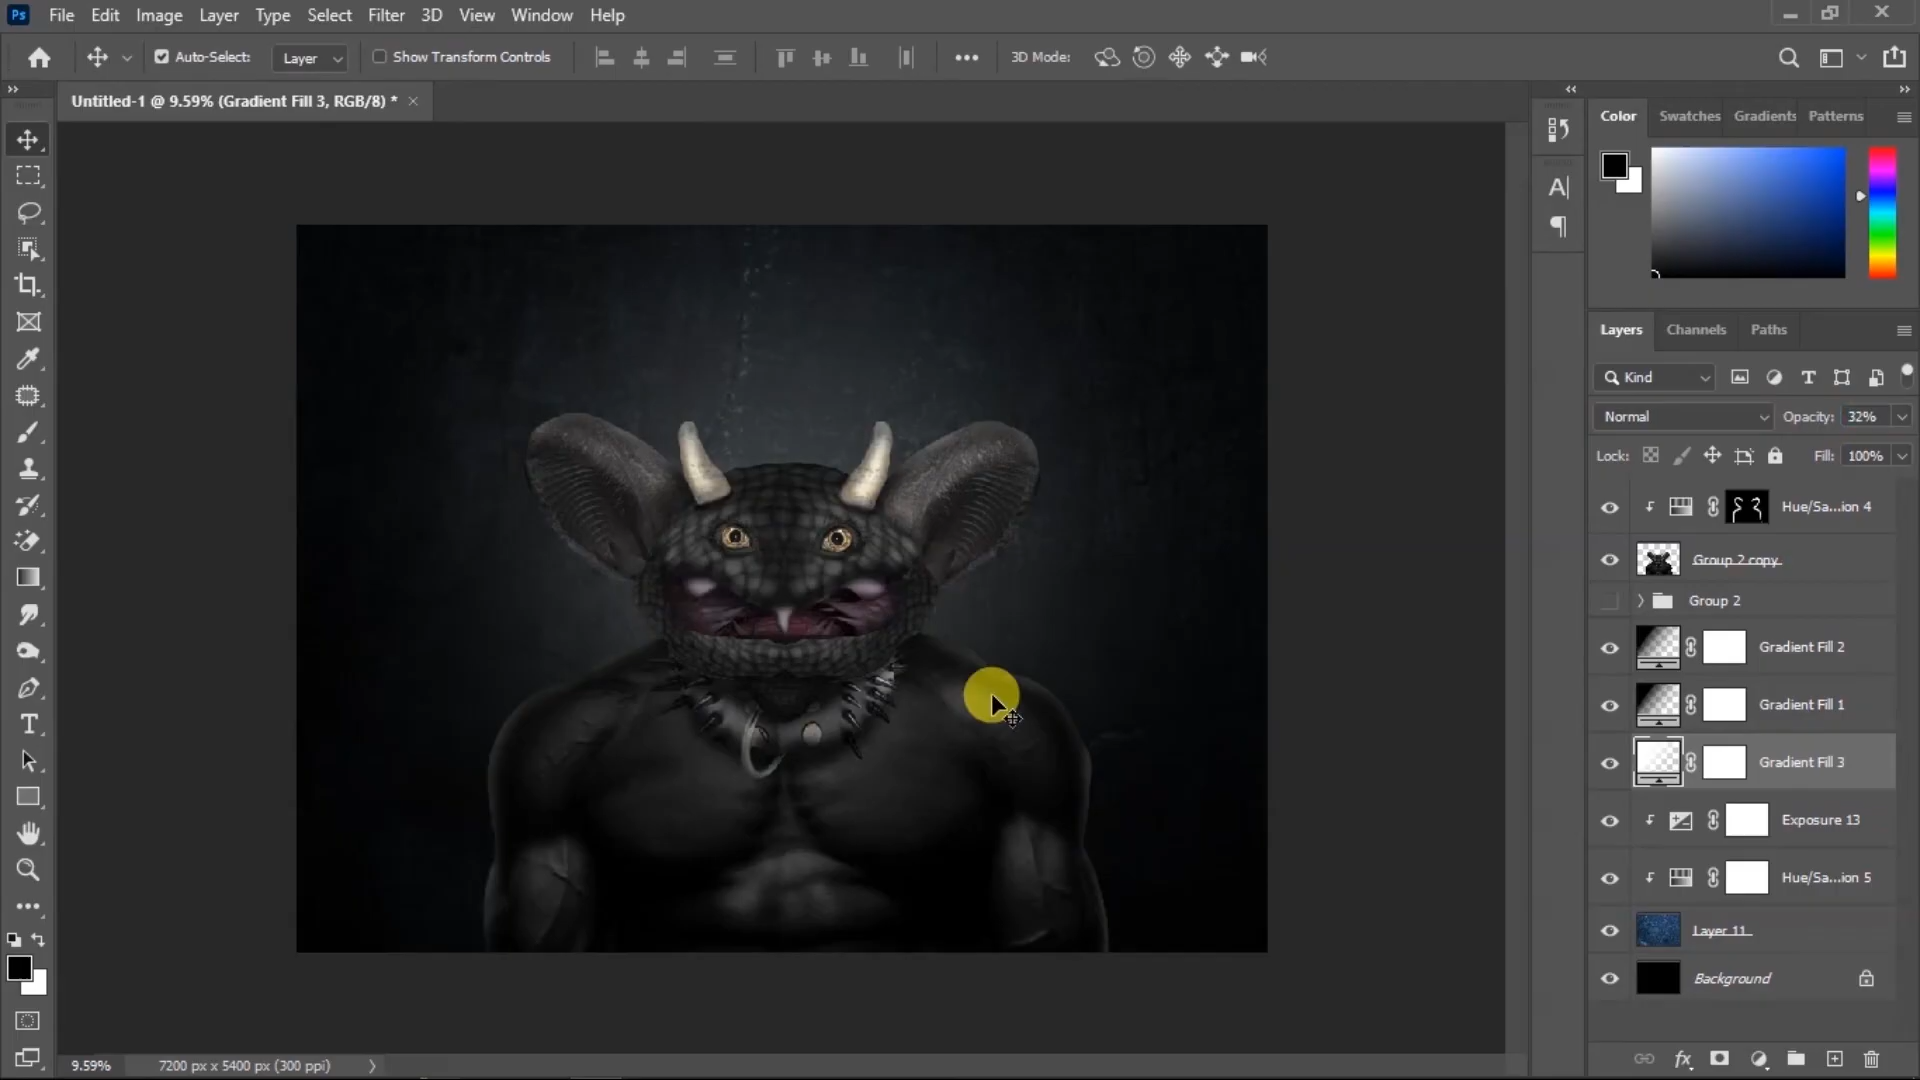 Ps File Edit Image Layer Type Select Filter 3D View Window Help
Auto-Select: Layer Show Transform Controls 3D Mode:
Untitled-1 @ 9.59% (Gradient Fill 3, RGB/8) *
Color Swatches Gradients Patterns
Layers Channels Paths
Kind
Normal Opacity: 32%
Lock: Fill: 100%
Hue/Sa...ion 4
Group 2 copy
Group 2
Gradient Fill 2
Gradient Fill 1
Gradient Fill 3
Exposure 13
Hue/Sa...ion 5
Layer 11
Background
9.59% 7200 px x 5400 px (300 ppi)